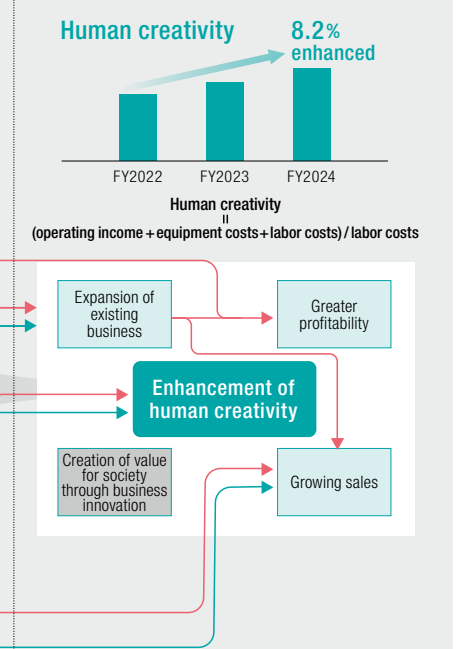 Human creativity
8.2%
enhanced
FY2022 FY2023 FY2024
Human creativity
=
(operating income + equipment costs + labor costs) / labor costs
Expansion of
existing
business
Greater
profitability
Enhancement of
human creativity
Creation of value
for society
through business
innovation
Growing sales